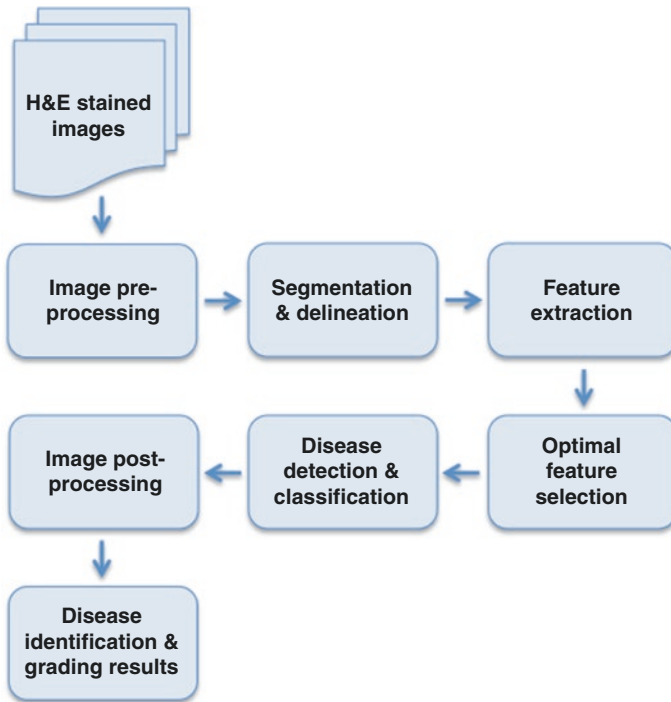 H&E stained
images
Image pre-
processing
Segmentation
& delineation
Feature
extraction
Optimal
feature
selection
Disease
detection &
classification
Image post-
processing
Disease
identification &
grading results